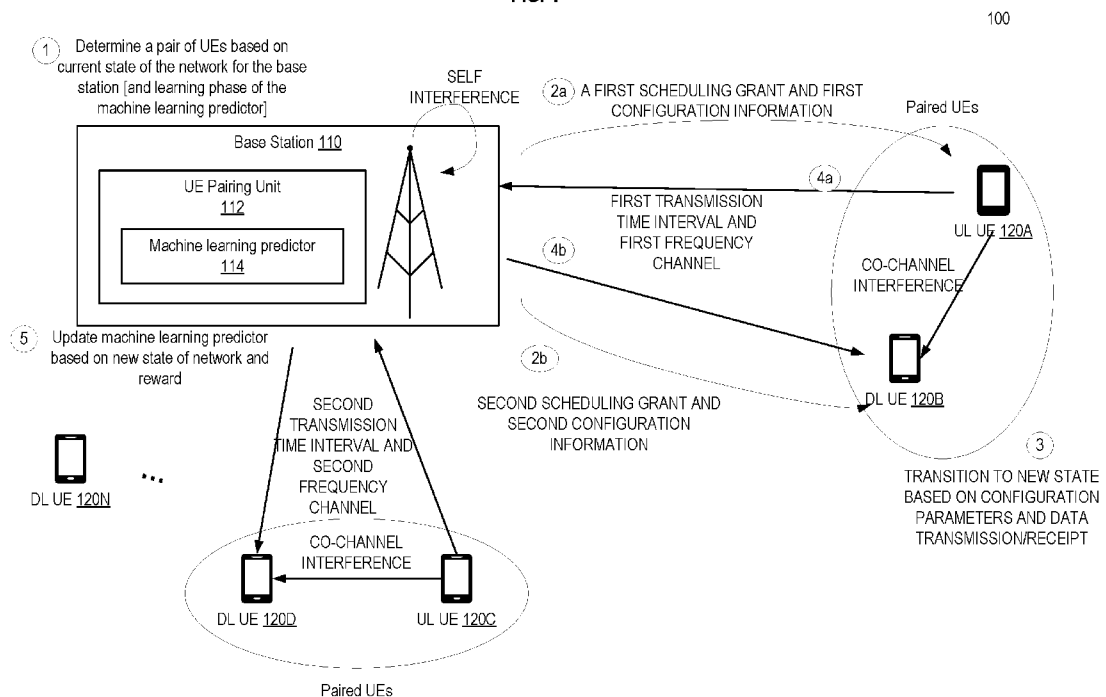 100
1
Determine a pair of UEs based on
current state of the network for the base
station [and learning phase of the
machine learning predictor]
SELF
INTERFERENCE
2a
A FIRST SCHEDULING GRANT AND FIRST
CONFIGURATION INFORMATION
Paired UEs
Base Station 110
UE Pairing Unit
112
Machine learning predictor
114
4a
FIRST TRANSMISSION
TIME INTERVAL AND
FIRST FREQUENCY
CHANNEL
UL UE 120A
4b
CO-CHANNEL
INTERFERENCE
DL UE 120B
5
Update machine learning predictor
based on new state of network and
reward
2b
SECOND SCHEDULING GRANT AND
SECOND CONFIGURATION
INFORMATION
SECOND
TRANSMISSION
TIME INTERVAL AND
SECOND
FREQUENCY
CHANNEL
3
TRANSITION TO NEW STATE
BASED ON CONFIGURATION
PARAMETERS AND DATA
TRANSMISSION/RECEIPT
DL UE 120N
...
CO-CHANNEL
INTERFERENCE
DL UE 120D
UL UE 120C
Paired UEs